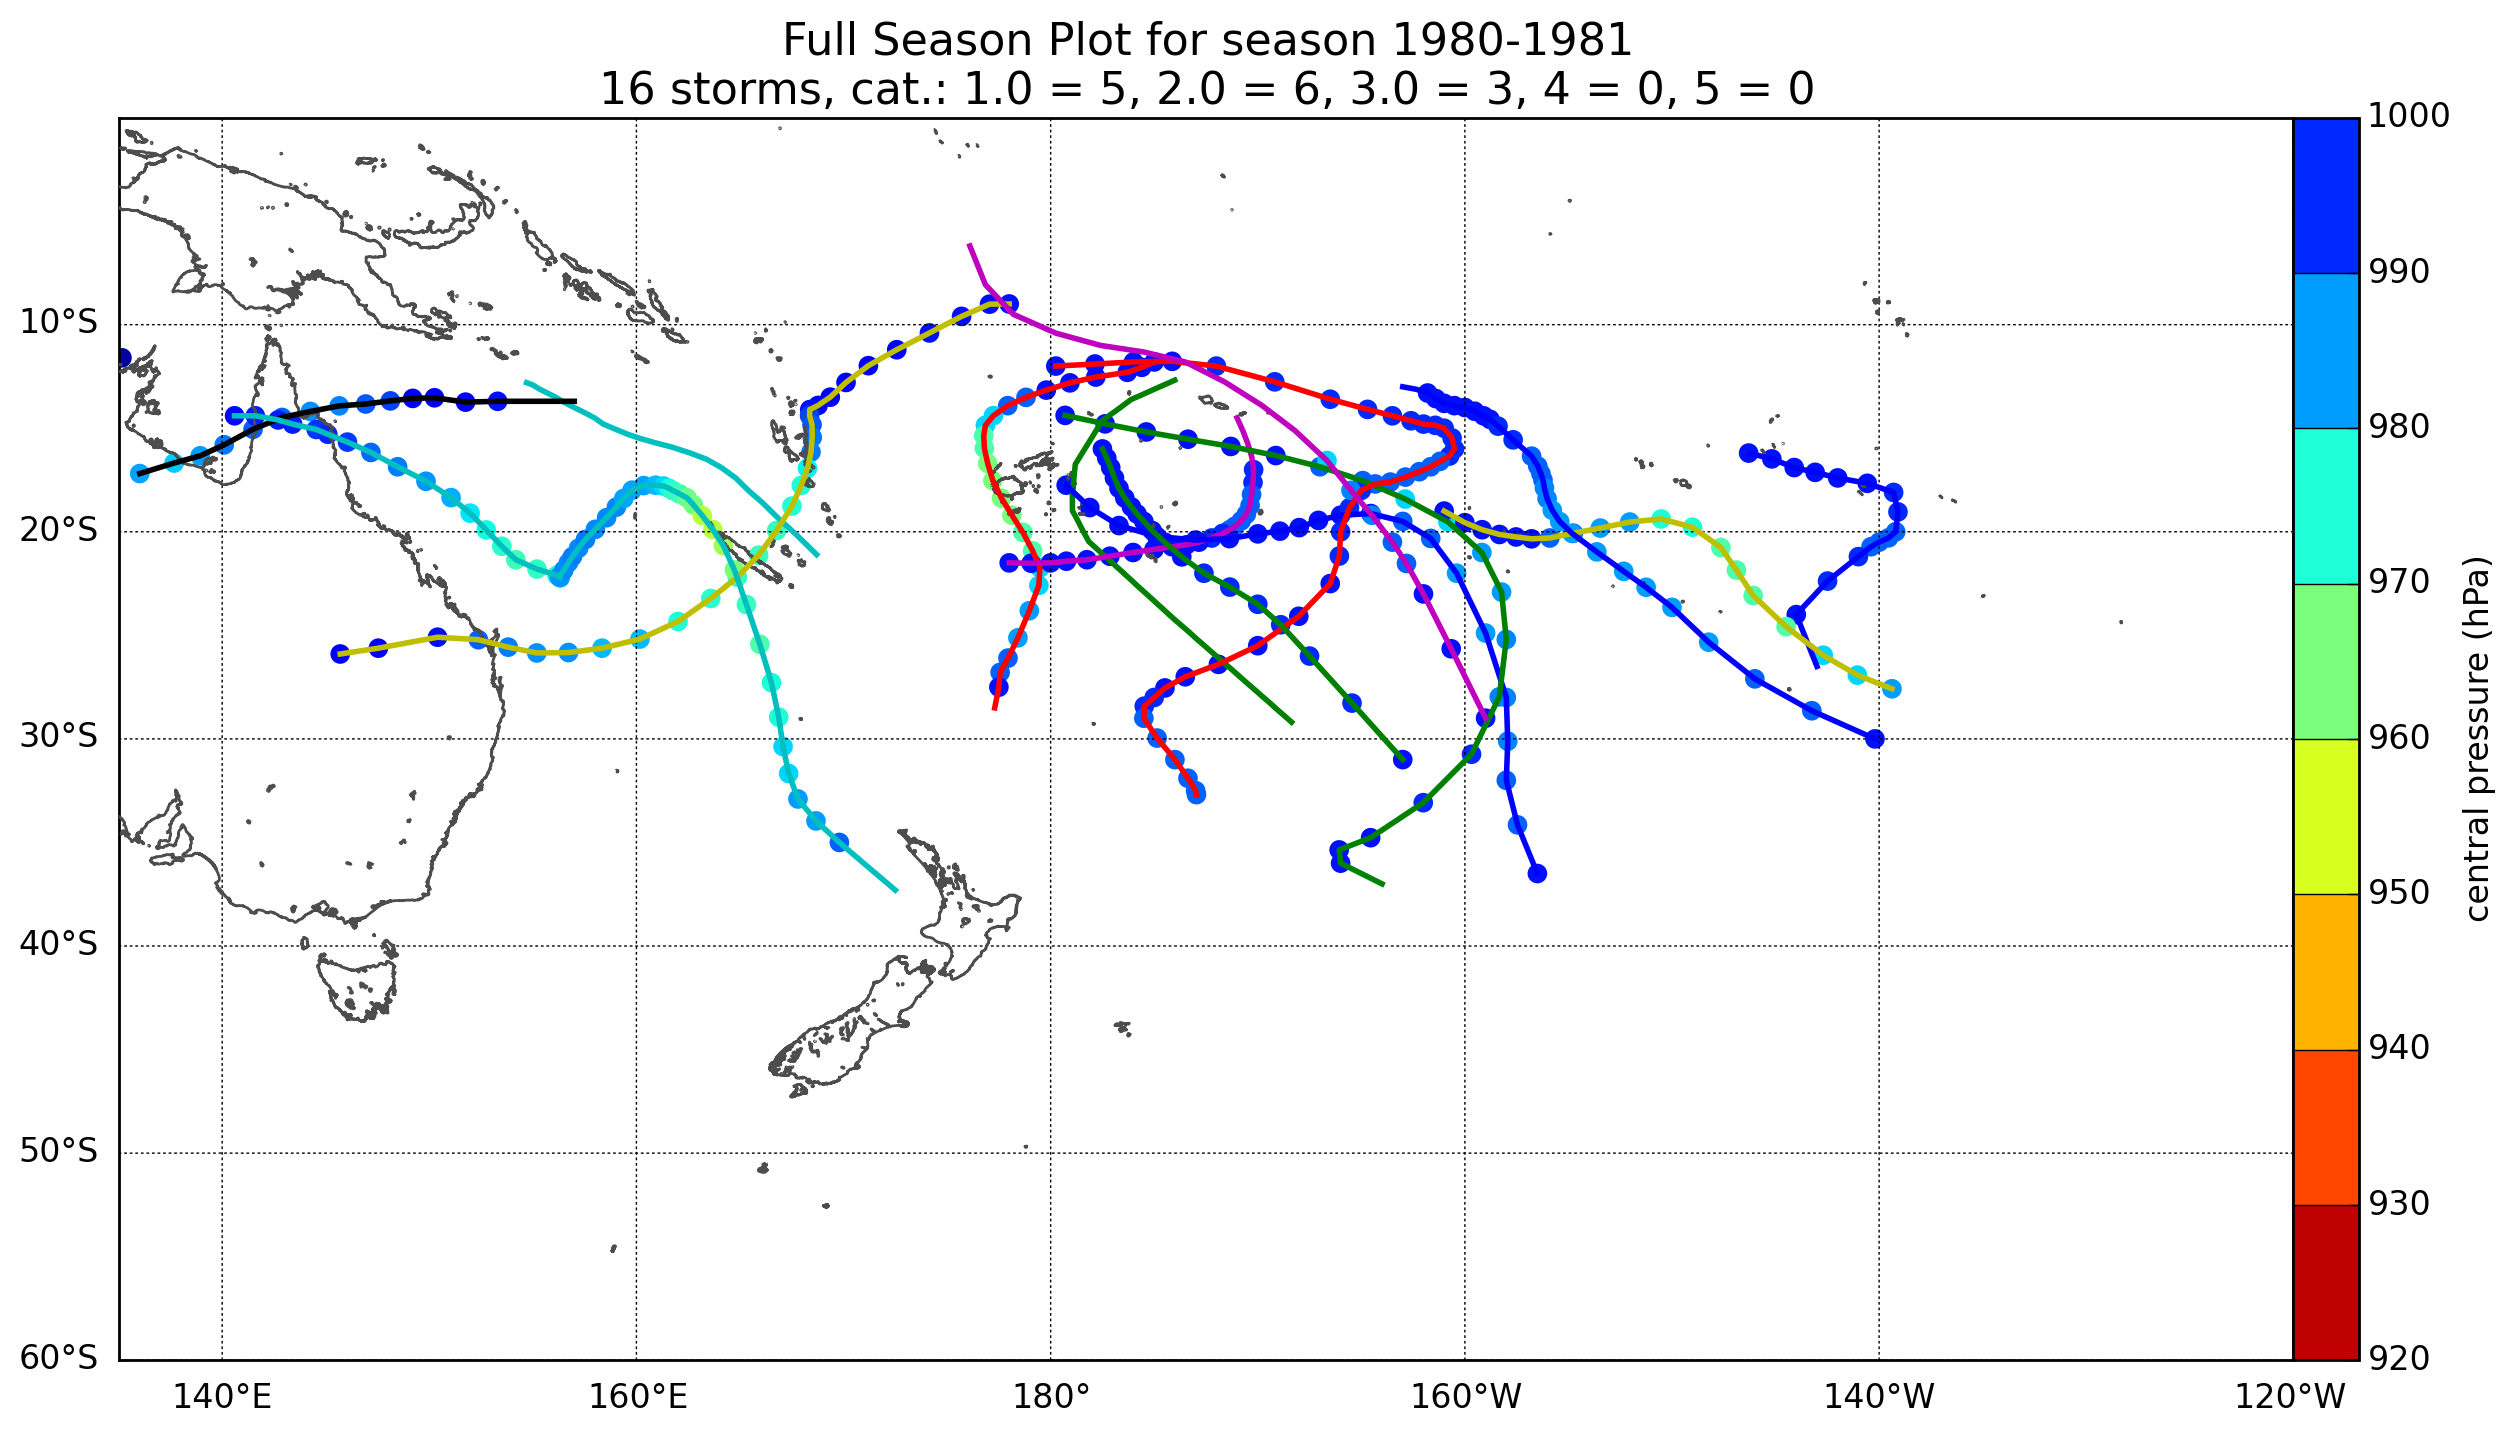 Full Season Plot for season 1980-1981
16 storms, cat.: 1.0 = 5, 2.0 = 6, 3.0 = 3, 4 = 0, 5 = 0
10°S
20°S
30°S
40°S
50°S
60°S
140°E
160°E
180°
160°W
140°W
120°W
1000
990
980
970
960
950
940
930
920
central pressure (hPa)